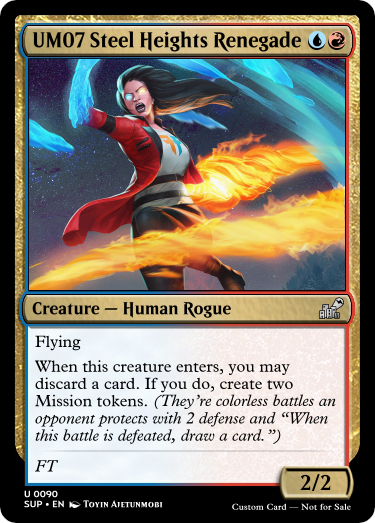 UM07 Steel Heights Renegade
Creature — Human Rogue
Flying
When this creature enters, you may
discard a card. If you do, create two
Mission tokens. (They're colorless battles an
opponent protects with 2 defense and “When
this battle is defeated, draw a card.”)
FT
2/2
U 0090
SUP • EN Toyin Ajetunmobi
Custom Card — Not for Sale